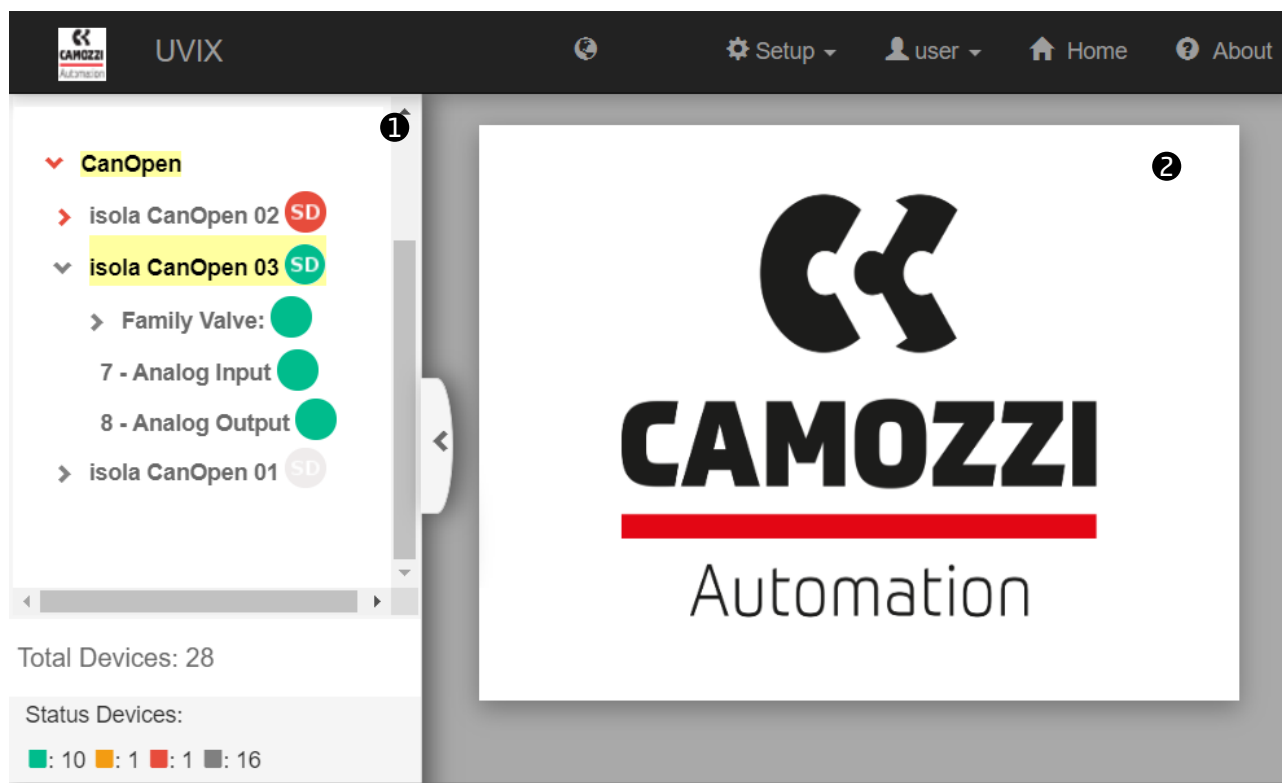 CAMOZZI
Automation
UVIX
Setup
user
Home
About
❶
CanOpen
isola CanOpen 02 SD
isola CanOpen 03 SD
Family Valve:
7 - Analog Input
8 - Analog Output
isola CanOpen 01 SD
Total Devices: 28
Status Devices:
: 10 : 1 : 1 : 16
❷
CAMOZZI
Automation